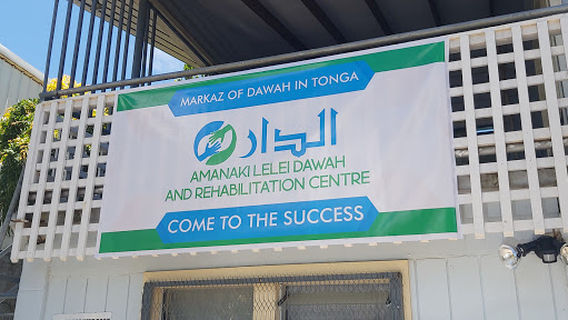 MARKAZ OF DAWAH IN TONGA
الدار
AMANAKI LELEI DAWAH
AND REHABILITATION CENTRE
COME TO THE SUCCESS